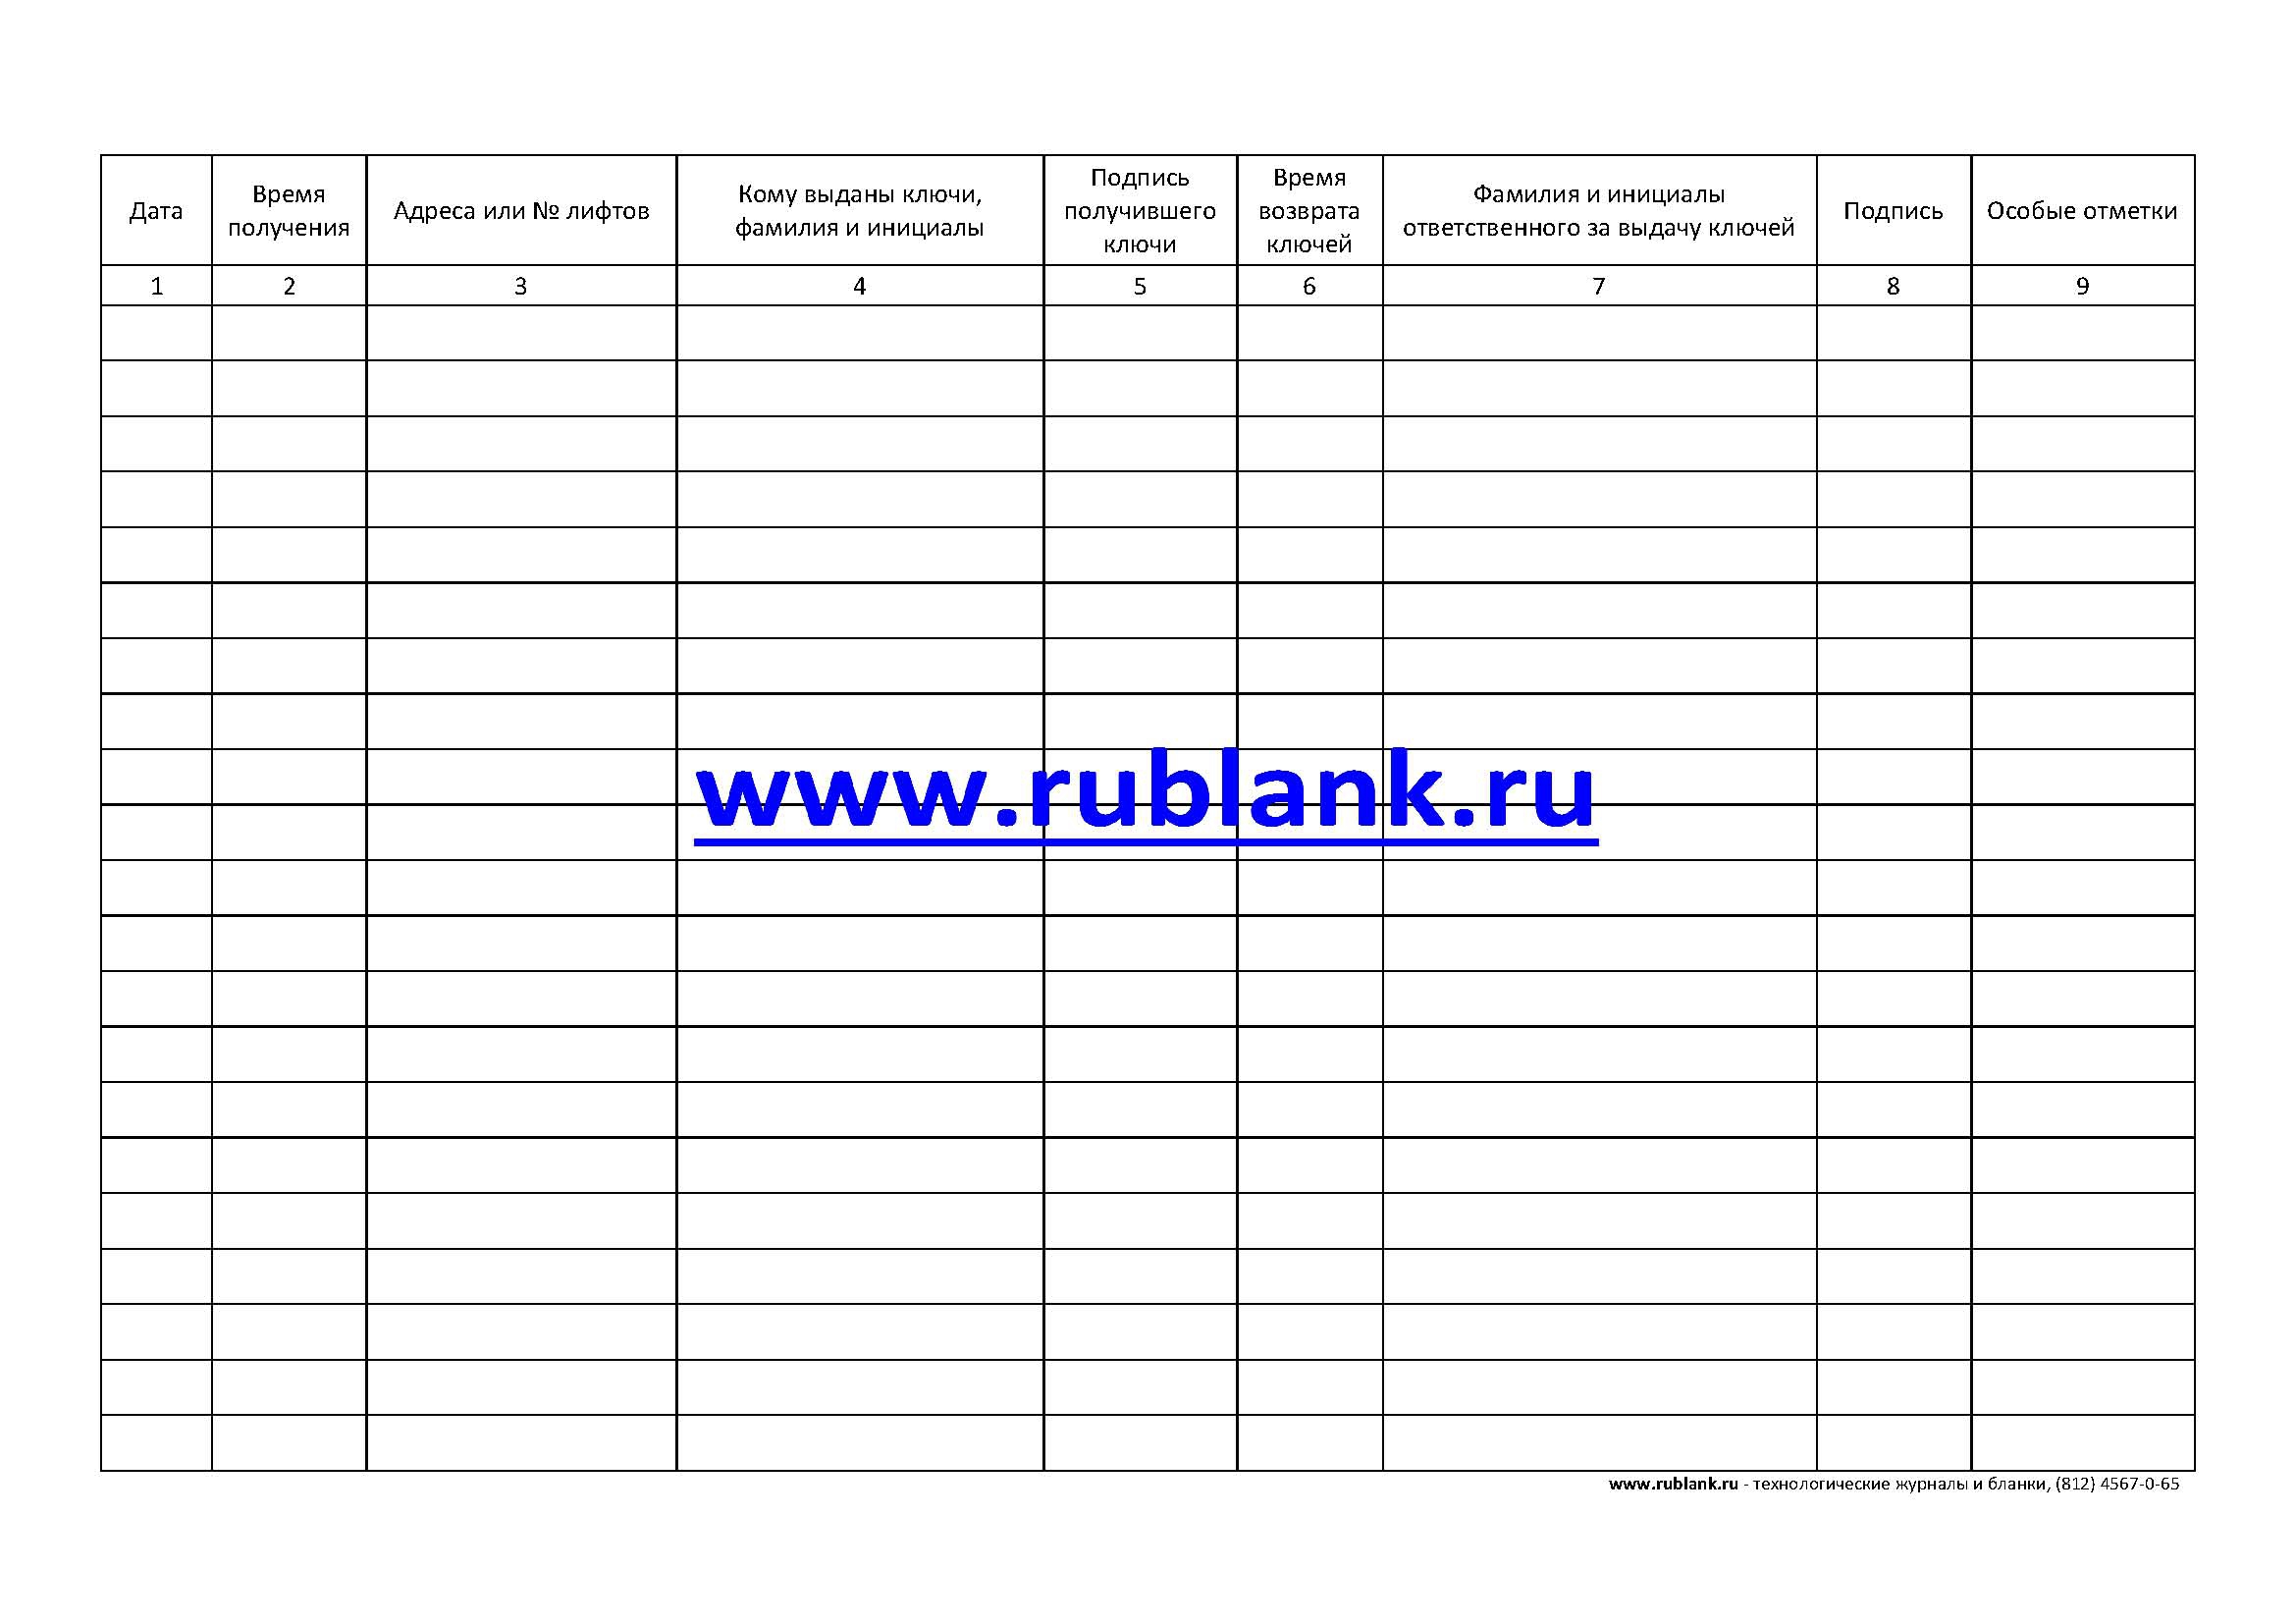 Дата
Время
получения
Адреса или № лифтов
Кому выданы ключи,
фамилия и инициалы
Подпись
получившего
ключи
Время
возврата
ключей
Фамилия и инициалы
ответственного за выдачу ключей
Подпись
Особые отметки
1 2 3 4 5 6 7 8 9
www.rublank.ru
www.rublank.ru - технологические журналы и бланки, (812) 4567-0-65